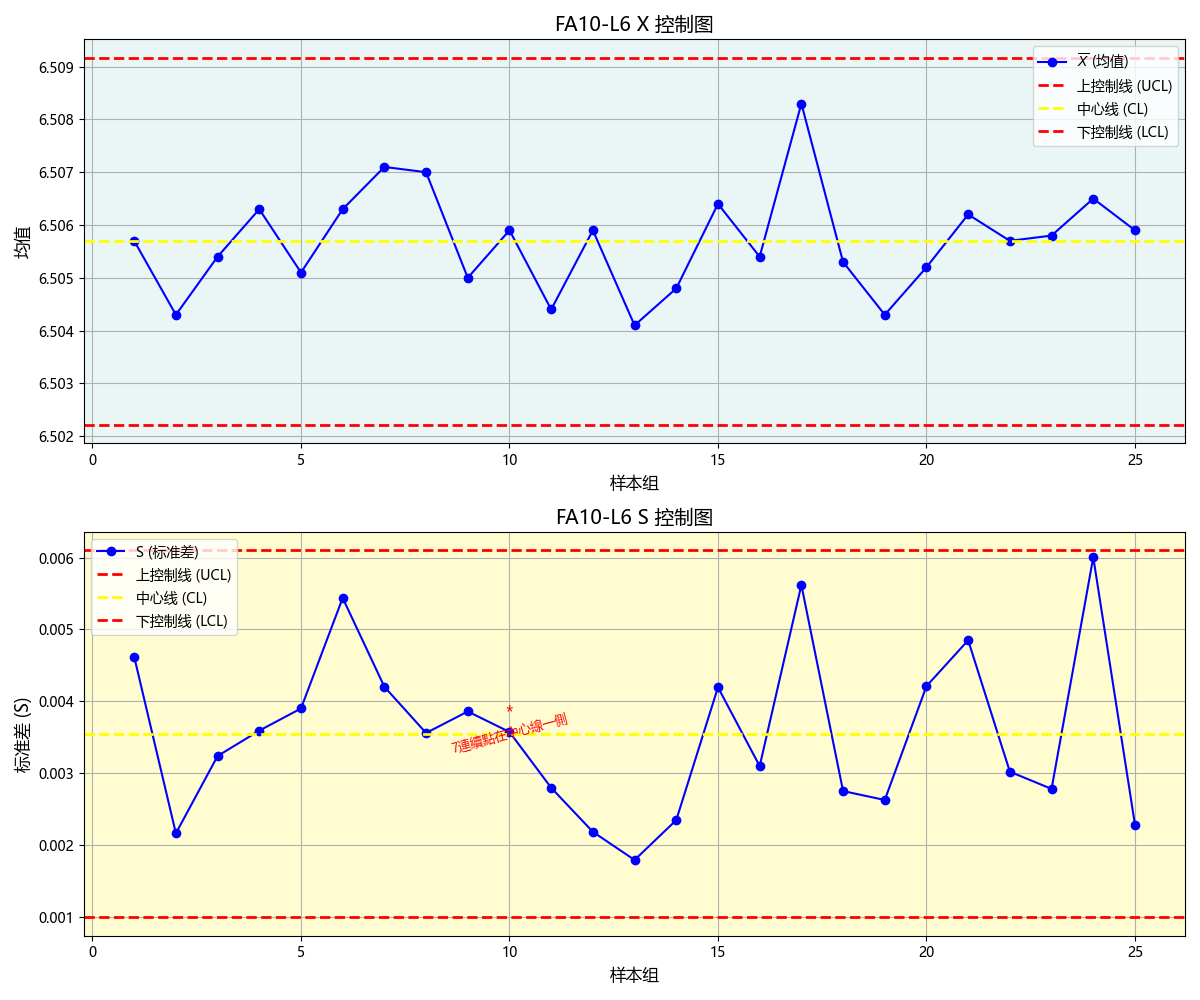 FA10-L6 X 控制图
6.509
6.508
6.507
6.506
6.505
6.504
6.503
6.502
均值
X̅ (均值)
上控制线 (UCL)
中心线 (CL)
下控制线 (LCL)
0 5 10 15 20 25
样本组
FA10-L6 S 控制图
0.006
0.005
0.004
0.003
0.002
0.001
标准差 (S)
S (标准差)
上控制线 (UCL)
中心线 (CL)
下控制线 (LCL)
*
7連續點在中心線一側
0 5 10 15 20 25
样本组